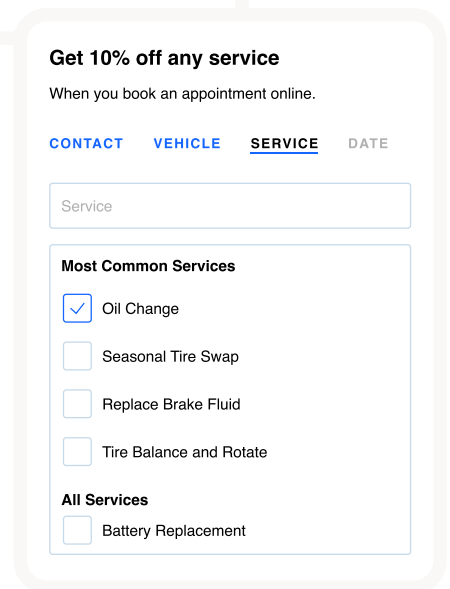 Get 10% off any service
When you book an appointment online.
CONTACT VEHICLE SERVICE DATE
Service
Most Common Services
Oil Change
Seasonal Tire Swap
Replace Brake Fluid
Tire Balance and Rotate
All Services
Battery Replacement